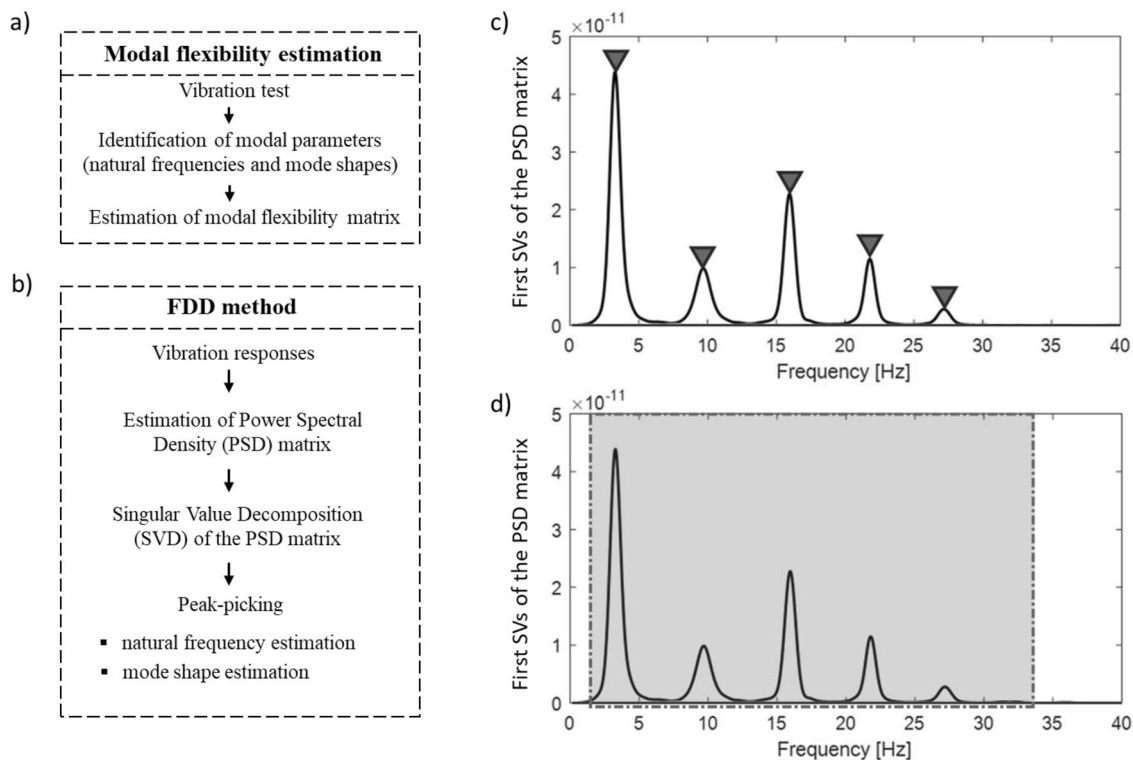 a)
Modal flexibility estimation
Vibration test
Identification of modal parameters
(natural frequencies and mode shapes)
Estimation of modal flexibility matrix
b)
FDD method
Vibration responses
Estimation of Power Spectral
Density (PSD) matrix
Singular Value Decomposition
(SVD) of the PSD matrix
Peak-picking
▪ natural frequency estimation
▪ mode shape estimation
c)
×10⁻¹¹
5
4
3
2
1
0
First SVs of the PSD matrix
0 5 10 15 20 25 30 35 40
Frequency [Hz]
d)
×10⁻¹¹
5
4
3
2
1
0
First SVs of the PSD matrix
0 5 10 15 20 25 30 35 40
Frequency [Hz]